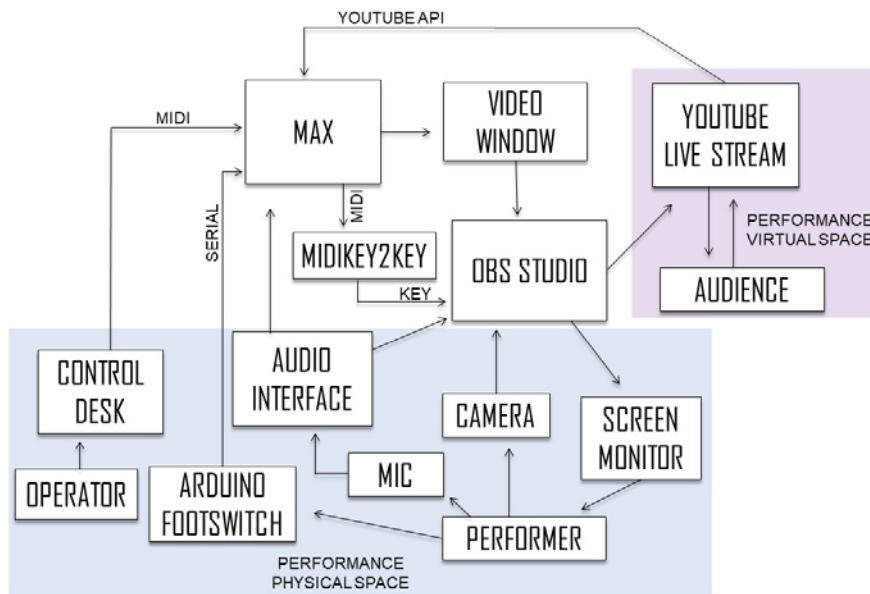 YOUTUBE API
MAX
MIDI
VIDEO
WINDOW
YOUTUBE
LIVE STREAM
SERIAL
MIDI
MIDIKEY2KEY
KEY
OBS STUDIO
PERFORMANCE
VIRTUAL SPACE
AUDIENCE
CONTROL
DESK
AUDIO
INTERFACE
CAMERA
SCREEN
MONITOR
OPERATOR
ARDUINO
FOOTSWITCH
MIC
PERFORMER
PERFORMANCE
PHYSICAL SPACE